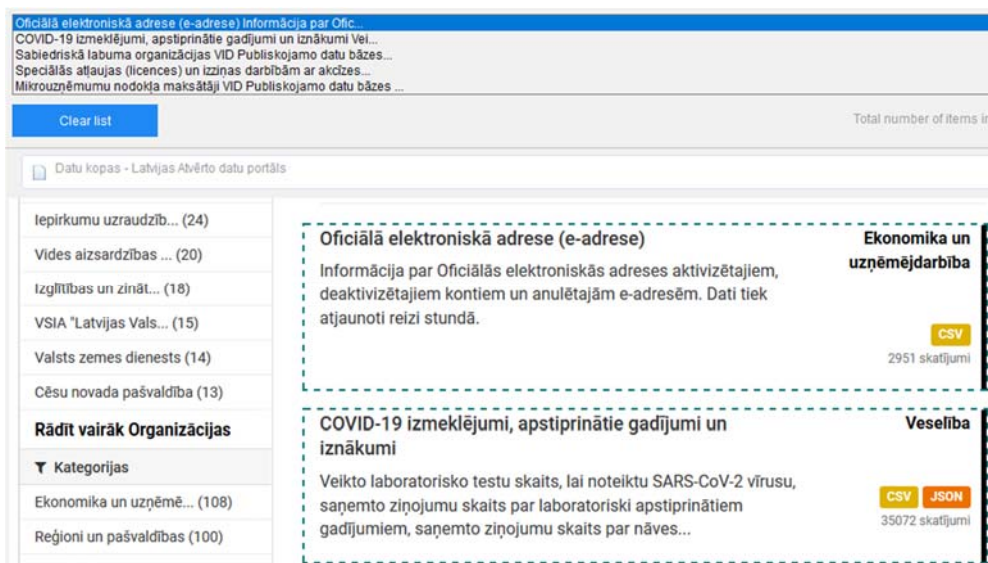 Oficiālā elektroniskā adrese (e-adrese) Informācija par Ofic...
COVID-19 izmeklējumi, apstiprinātie gadījumi un iznākumi Vei...
Sabiedriskā labuma organizācijas VID Publiskojamo datu bāzes...
Speciālās atļaujas (licences) un izziņas darbībām ar akcīzes...
Mikrouzņēmumu nodokļa maksātāji VID Publiskojamo datu bāzes ...
Clear list
Total number of items in
Datu kopas - Latvijas Atvērto datu portāls
Iepirkumu uzraudzīb... (24)
Vides aizsardzības ... (20)
Izglītības un zināt... (18)
VSIA "Latvijas Vals... (15)
Valsts zemes dienests (14)
Cēsu novada pašvaldība (13)
Rādīt vairāk Organizācijas
Kategorijas
Ekonomika un uzņēmē... (108)
Reģioni un pašvaldības (100)
Oficiālā elektroniskā adrese (e-adrese)
Informācija par Oficiālās elektroniskās adreses aktivizētajiem,
deaktivizētajiem kontiem un anulētajām e-adresēm. Dati tiek
atjaunoti reizi stundā.
Ekonomika un
uzņēmējdarbība
CSV
2951 skatījumi
COVID-19 izmeklējumi, apstiprinātie gadījumi un
iznākumi
Veikto laboratorisko testu skaits, lai noteiktu SARS-CoV-2 vīrusu,
saņemto ziņojumu skaits par laboratoriski apstiprinātiem
gadījumiem, saņemto ziņojumu skaits par nāves...
Veselība
CSV JSON
35072 skatījumi